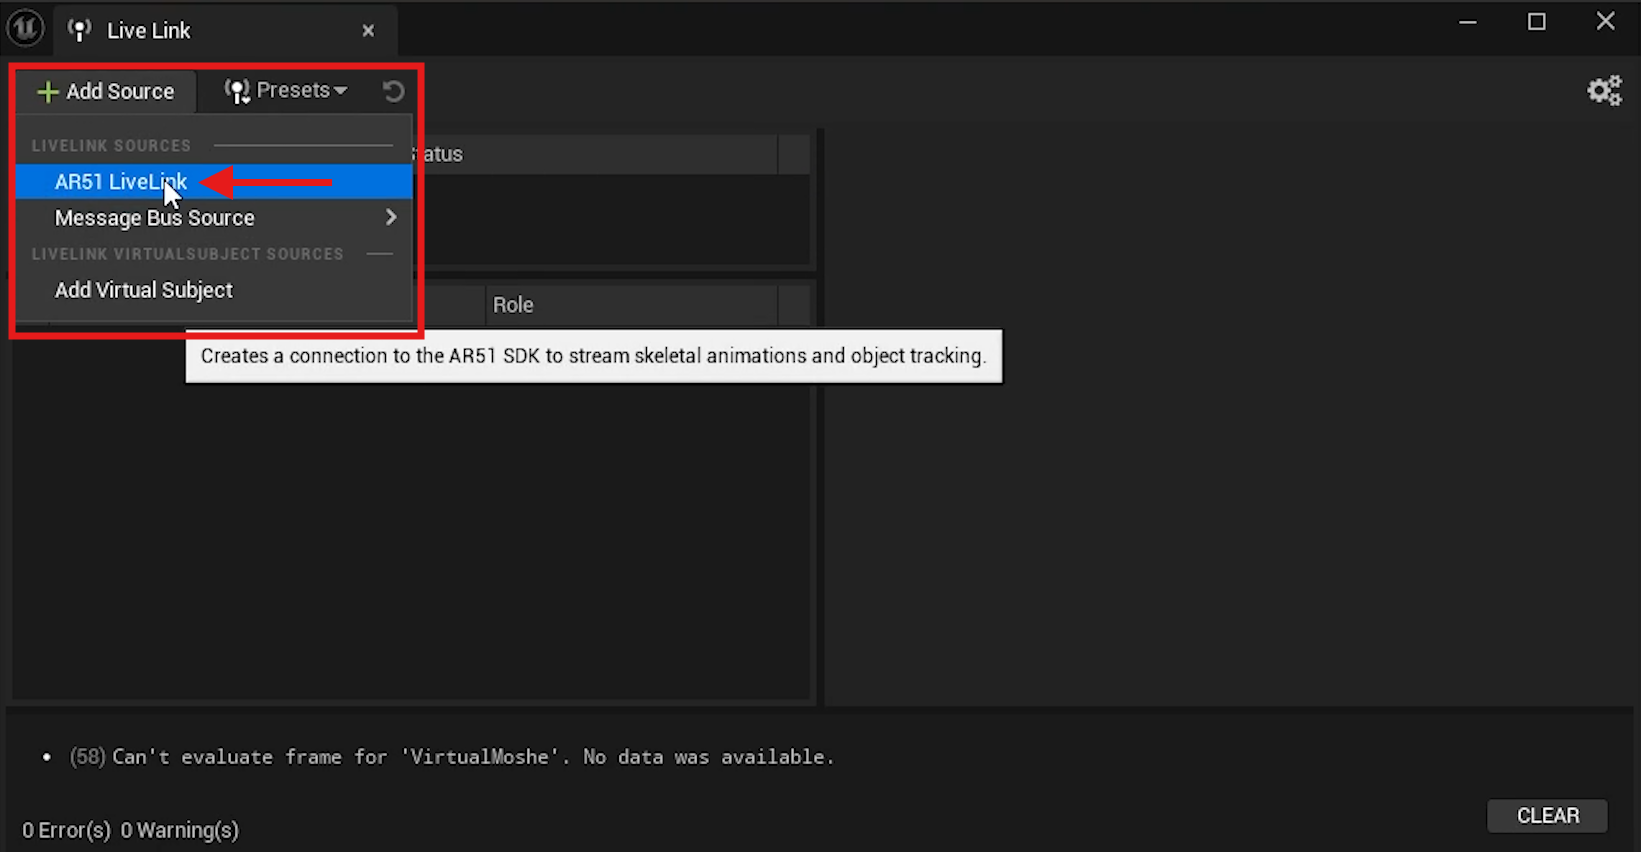 Live Link
Add Source
Presets
LIVELINK SOURCES
Status
AR51 LiveLink
Message Bus Source
LIVELINK VIRTUALSUBJECT SOURCES
Add Virtual Subject
Role
Creates a connection to the AR51 SDK to stream skeletal animations and object tracking.
(58) Can't evaluate frame for 'VirtualMoshe'. No data was available.
CLEAR
0 Error(s) 0 Warning(s)